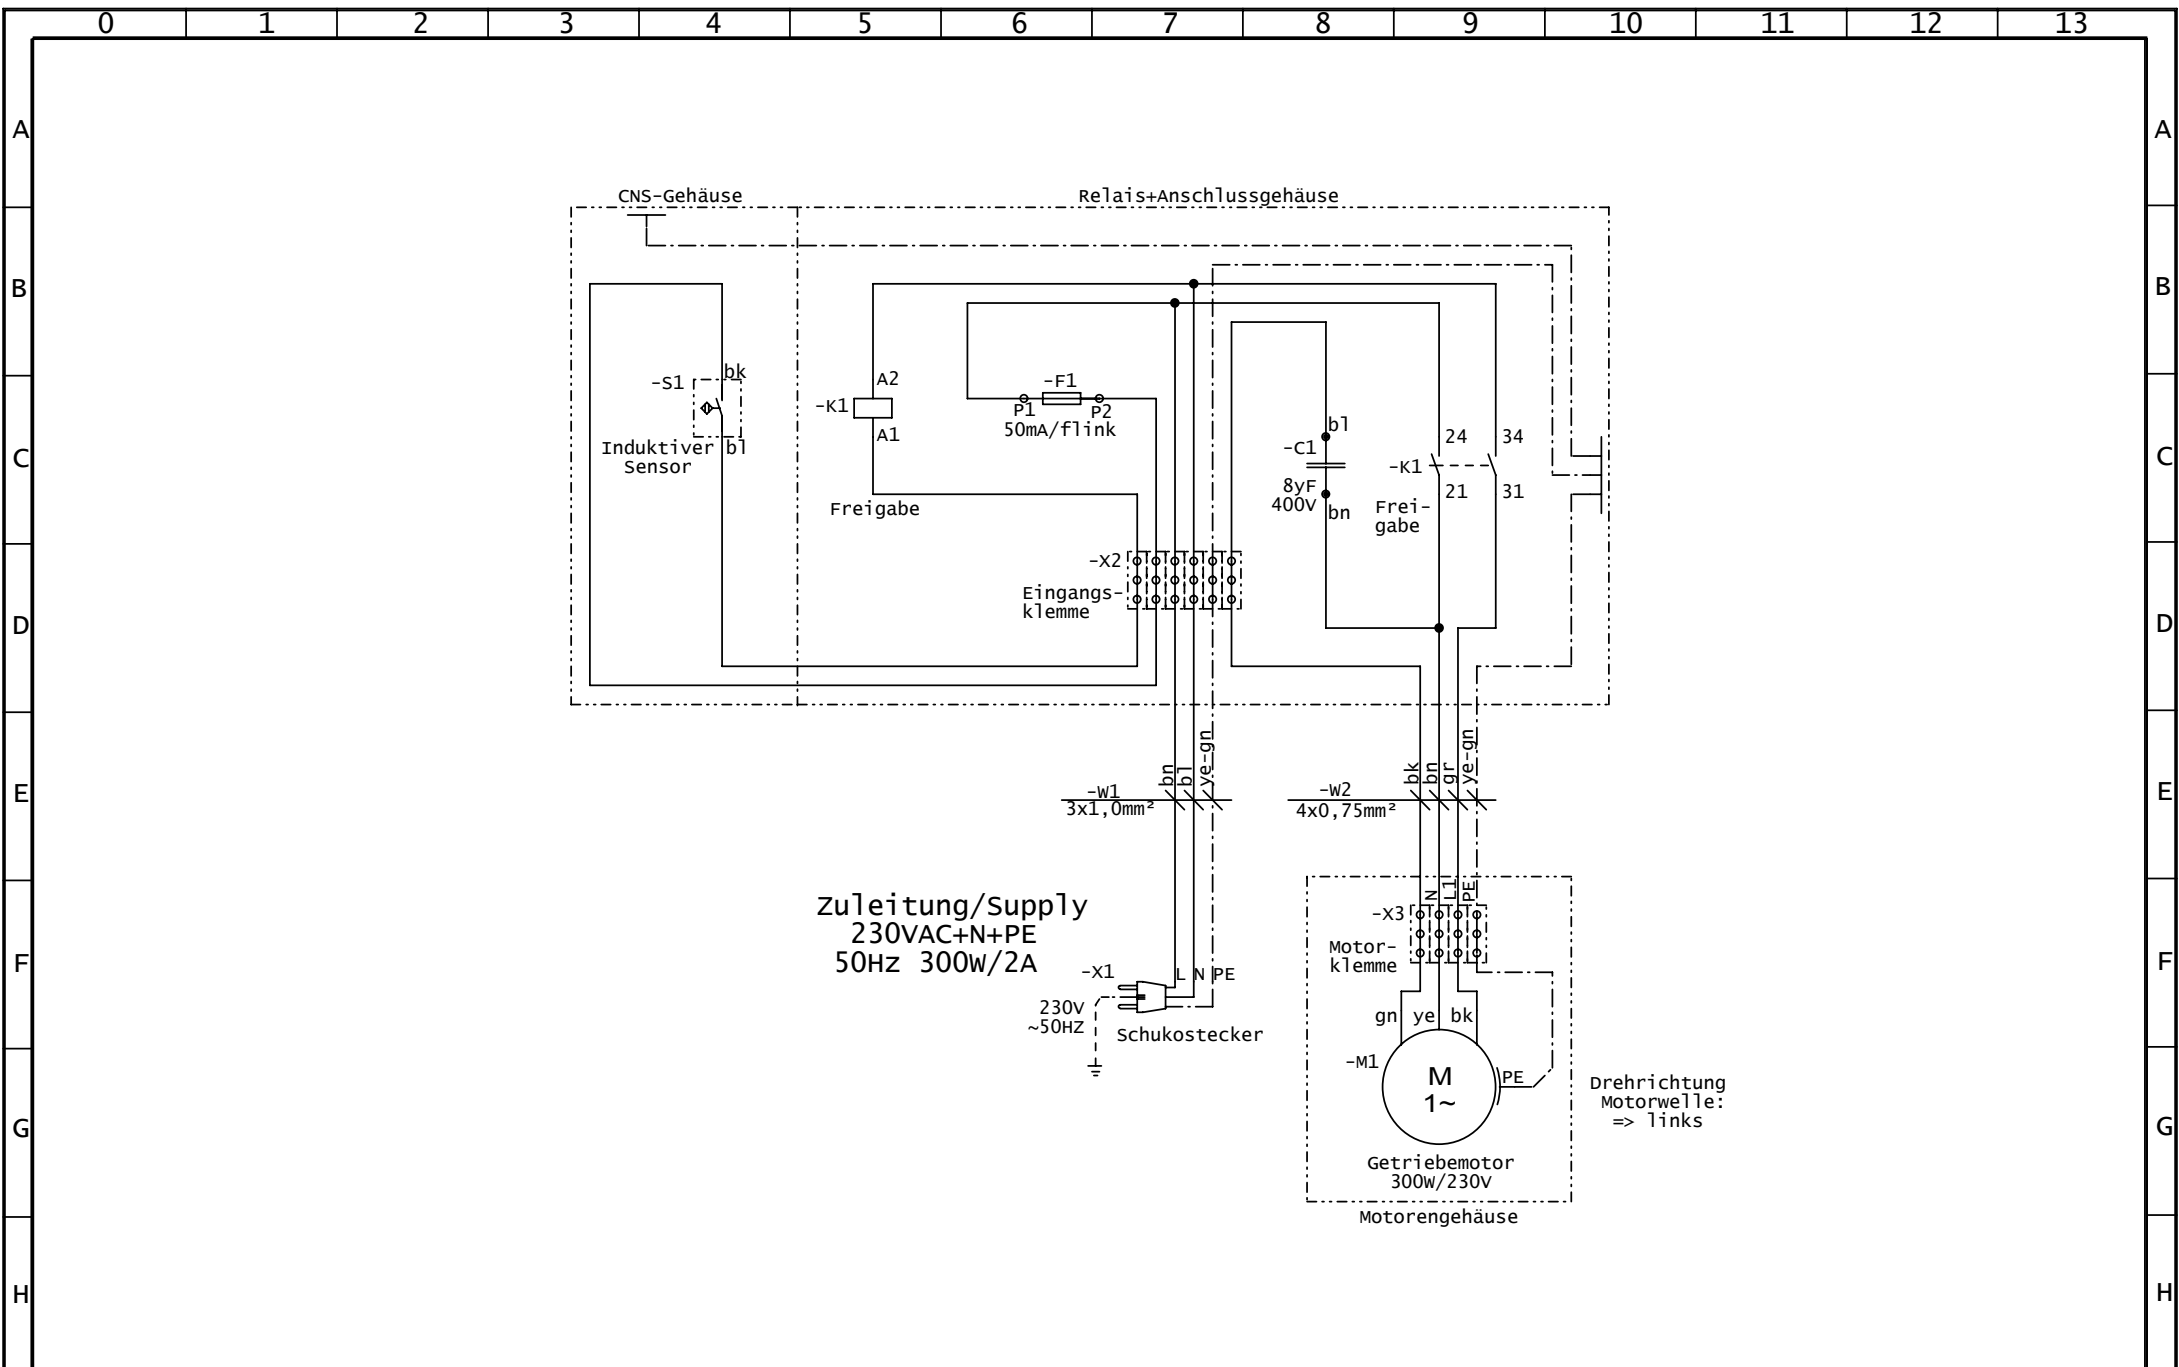 0 1 2 3 4 5 6 7 8 9 10 11 12 13
A A
CNS-Gehäuse Relais+Anschlussgehäuse
B B
-S1 bk
Induktiver bl
Sensor
-K1 A2
A1
Freigabe
-F1
P1 P2
50mA/flink
bl
-C1
8yF
400V bn
24 34
-K1
21 31
Frei-
gabe
C C
-X2
Eingangs-
klemme
D D
bn bl ye-gn
-W1
3x1,0mm²
bk bn gr ye-gn
-W2
4x0,75mm²
E E
Zuleitung/Supply
230VAC+N+PE
50Hz 300W/2A
-X1 L N PE
230V
~50HZ
Schukostecker
N L1 PE
-X3
Motor-
klemme
F F
gn ye bk
-M1
M
1~
PE
Drehrichtung
Motorwelle:
=> links
G G
Getriebemotor
300W/230V
Motorengehäuse
H H